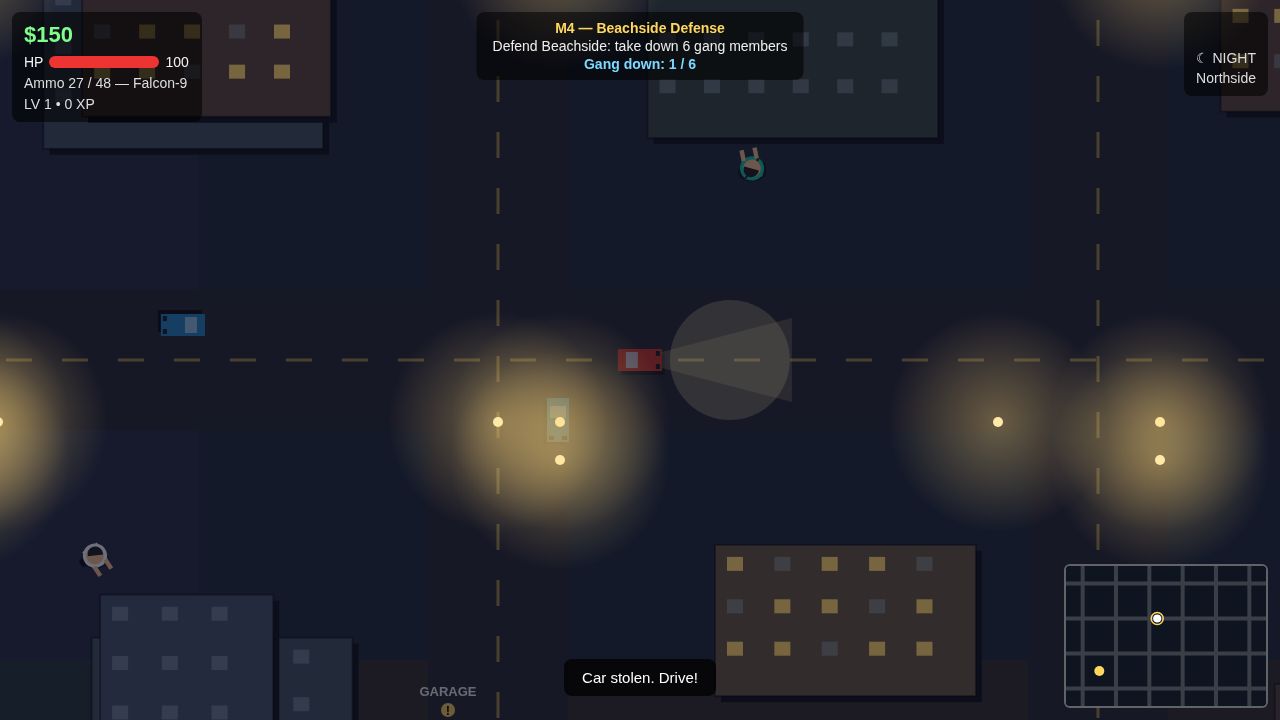 $150
HP 100
Ammo 27 / 48 — Falcon-9
LV 1 • 0 XP
M4 — Beachside Defense
Defend Beachside: take down 6 gang members
Gang down: 1 / 6
☾ NIGHT
Northside
GARAGE
!
Car stolen. Drive!